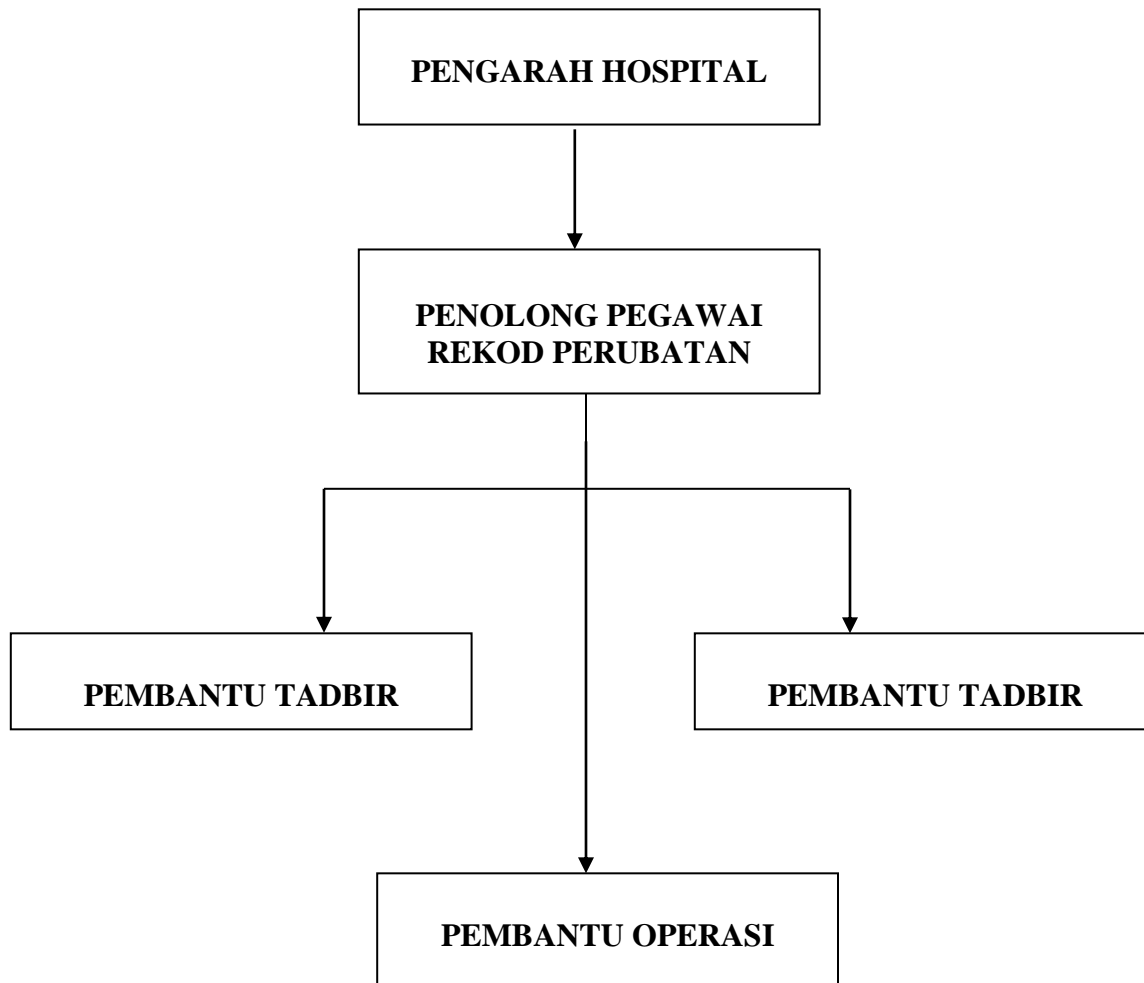 PENGARAH HOSPITAL
PENOLONG PEGAWAI
REKOD PERUBATAN
PEMBANTU TADBIR
PEMBANTU TADBIR
PEMBANTU OPERASI